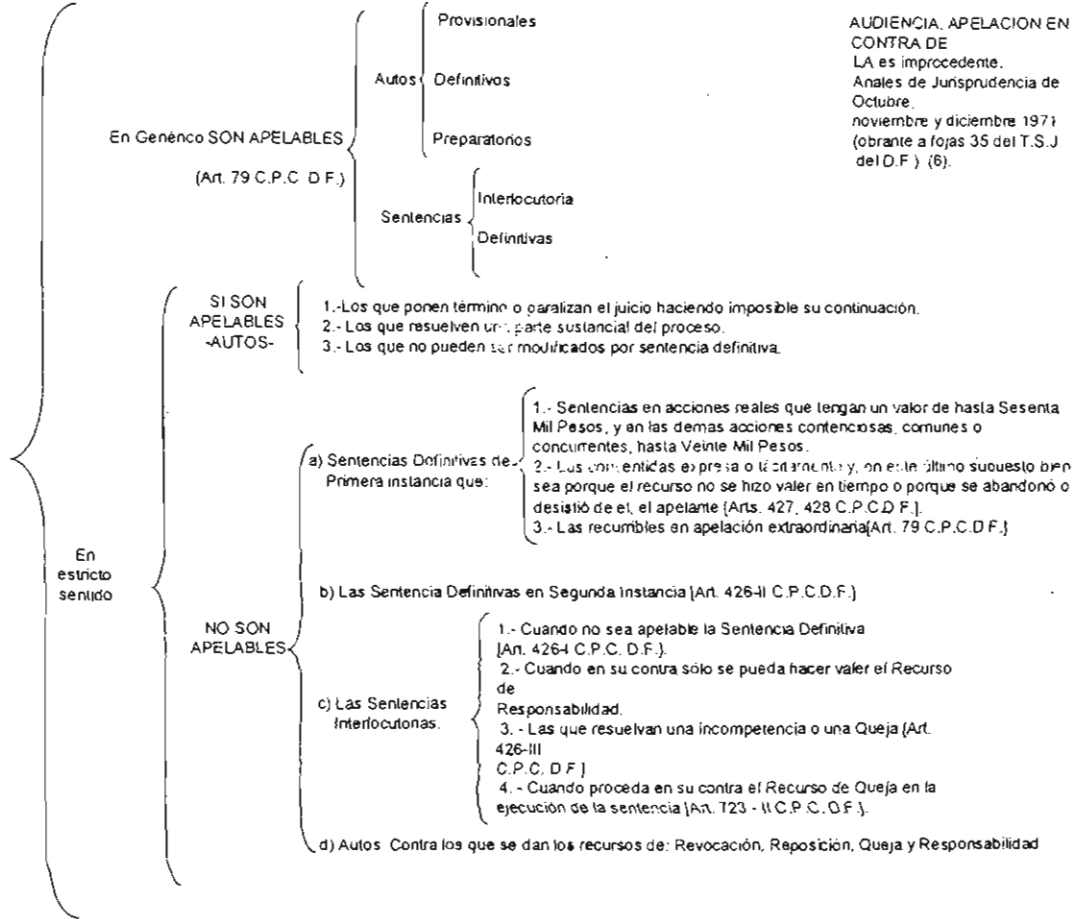 Provisionales
Autos
Definitivos
Preparatorios
En Genérico SON APELABLES
(Art. 79 C.P.C D F.)
Sentencias
Interlocutoria
Definitivas
AUDIENCIA, APELACION EN
CONTRA DE
LA es improcedente.
Anales de Jurisprudencia de
Octubre,
noviembre y diciembre 1971
(obrante a fojas 35 del T.S.J
del D.F ) (6).
En
estricto
sentido
SI SON
APELABLES
-AUTOS-
1.-Los que ponen término o paralizan el juicio haciendo imposible su continuación.
2.- Los que resuelven una parte sustancial del proceso.
3.- Los que no pueden ser modificados por sentencia definitiva.
NO SON
APELABLES
a) Sentencias Definitivas de
Primera instancia que:
1.- Sentencias en acciones reales que tengan un valor de hasta Sesenta
Mil Pesos, y en las demas acciones contenciosas, comunes o
concurrentes, hasta Veinte Mil Pesos.
2.- Las consentidas expresa o tácitamente y, en este último supuesto bien
sea porque el recurso no se hizo valer en tiempo o porque se abandonó o
desistió de el, el apelante [Arts. 427, 428 C.P.C.D F.].
3.- Las recurribles en apelación extraordinaria[Art. 79 C.P.C.D F.]
b) Las Sentencia Definitivas en Segunda Instancia [Art. 426-II C.P.C.D.F.]
c) Las Sentencias
Interlocutorias.
1.- Cuando no sea apelable la Sentencia Definitiva
[Art. 426-I C.P.C. D.F.].
2.- Cuando en su contra sólo se pueda hacer valer el Recurso
de
Responsabilidad.
3. - Las que resuelvan una incompetencia o una Queja [Art.
426-III
C.P.C. D F ]
4. - Cuando proceda en su contra el Recurso de Queja en la
ejecución de la sentencia [Art. 723 - II C.P.C. D.F.].
d) Autos Contra los que se dan los recursos de: Revocación, Reposición, Queja y Responsabilidad